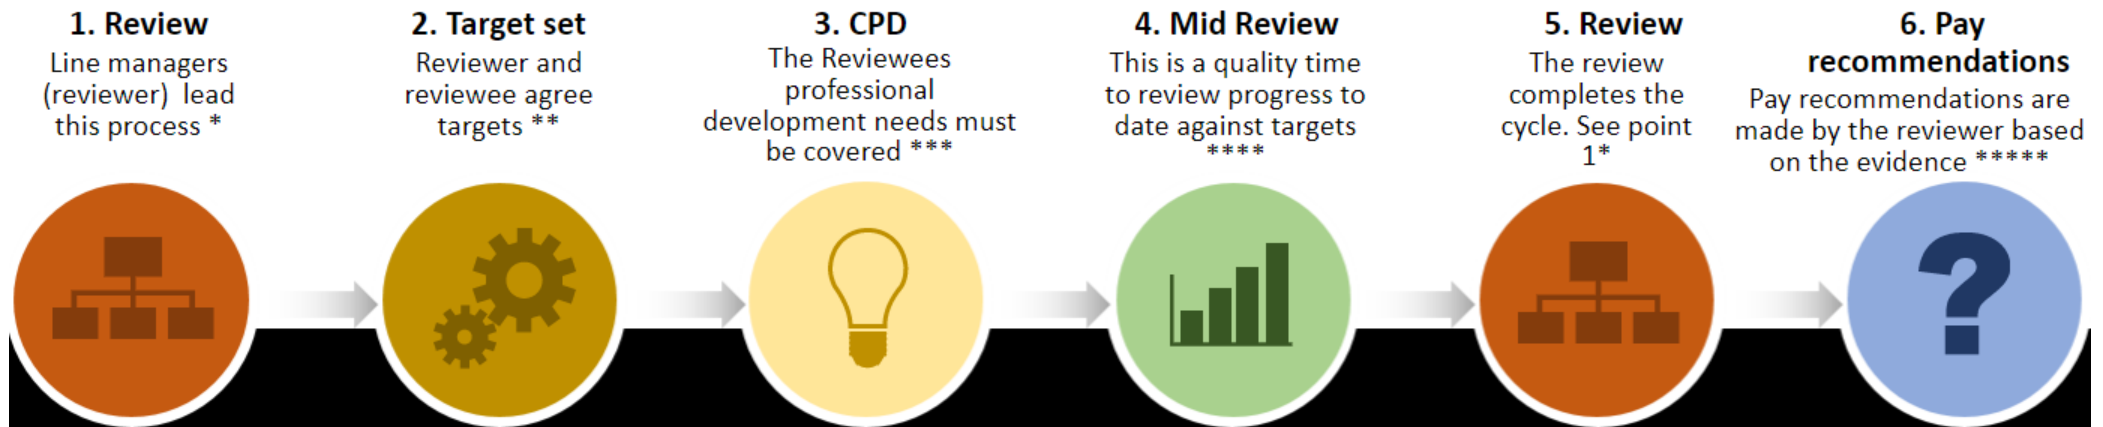 1. Review
Line managers
(reviewer) lead
this process *
2. Target set
Reviewer and
reviewee agree
targets **
3. CPD
The Reviewees
professional
development needs must
be covered ***
4. Mid Review
This is a quality time
to review progress to
date against targets
****
5. Review
The review
completes the
cycle. See point
1*
6. Pay
recommendations
Pay recommendations are
made by the reviewer based
on the evidence *****